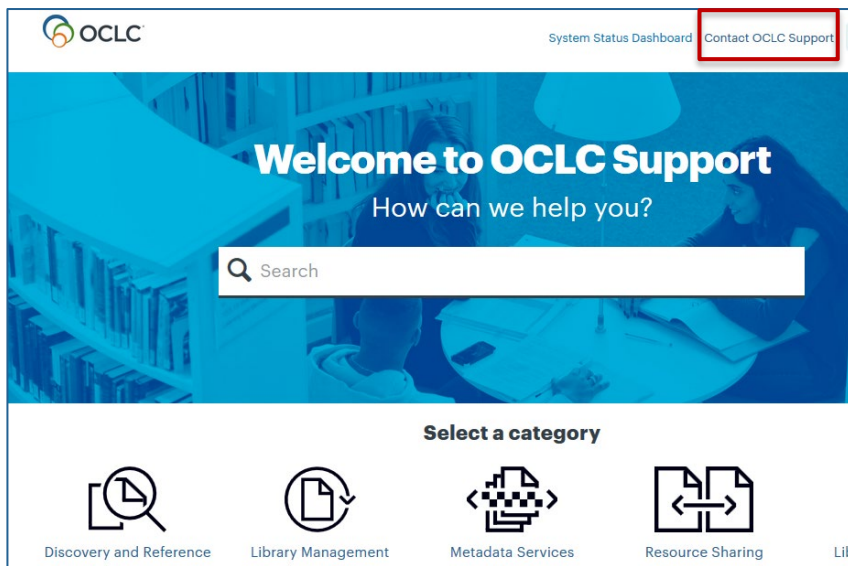 OCLC
System Status Dashboard Contact OCLC Support
Welcome to OCLC Support
How can we help you?
Search
Select a category
Discovery and Reference Library Management Metadata Services Resource Sharing